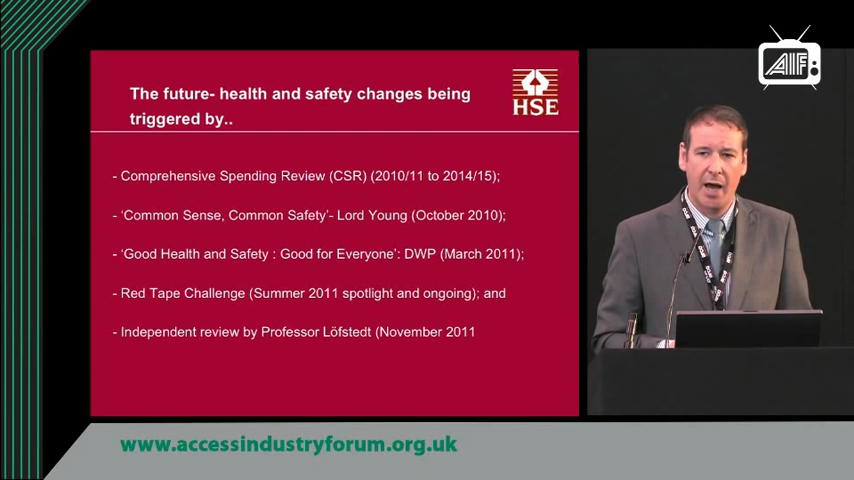 AIF
The future- health and safety changes being
triggered by..
HSE
- Comprehensive Spending Review (CSR) (2010/11 to 2014/15);
- ‘Common Sense, Common Safety’- Lord Young (October 2010);
- ‘Good Health and Safety : Good for Everyone’: DWP (March 2011);
- Red Tape Challenge (Summer 2011 spotlight and ongoing); and
- Independent review by Professor Löfstedt (November 2011
www.accessindustryforum.org.uk